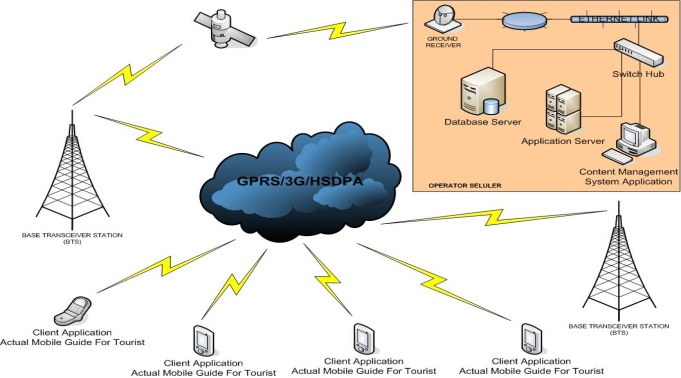 GROUND
RECEIVER
ETHERNET LINK
Switch Hub
Database Server
Application Server
Content Management
System Application
OPERATOR SELULER
GPRS/3G/HSDPA
BASE TRANSCEIVER STATION
(BTS)
BASE TRANSCEIVER STATION
(BTS)
Client Application
Actual Mobile Guide For Tourist
Client Application
Actual Mobile Guide For Tourist
Client Application
Actual Mobile Guide For Tourist
Client Application
Actual Mobile Guide For Tourist